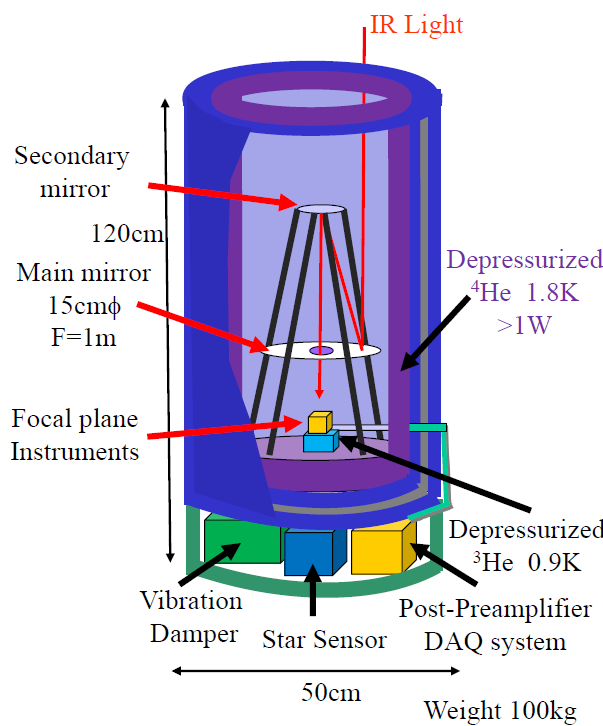 IR Light
Secondary
mirror
120cm
Main mirror
15cmϕ
F=1m
Depressurized
⁴He 1.8K
>1W
Focal plane
Instruments
Depressurized
³He 0.9K
Vibration
Damper
Star Sensor
Post-Preamplifier
DAQ system
50cm
Weight 100kg